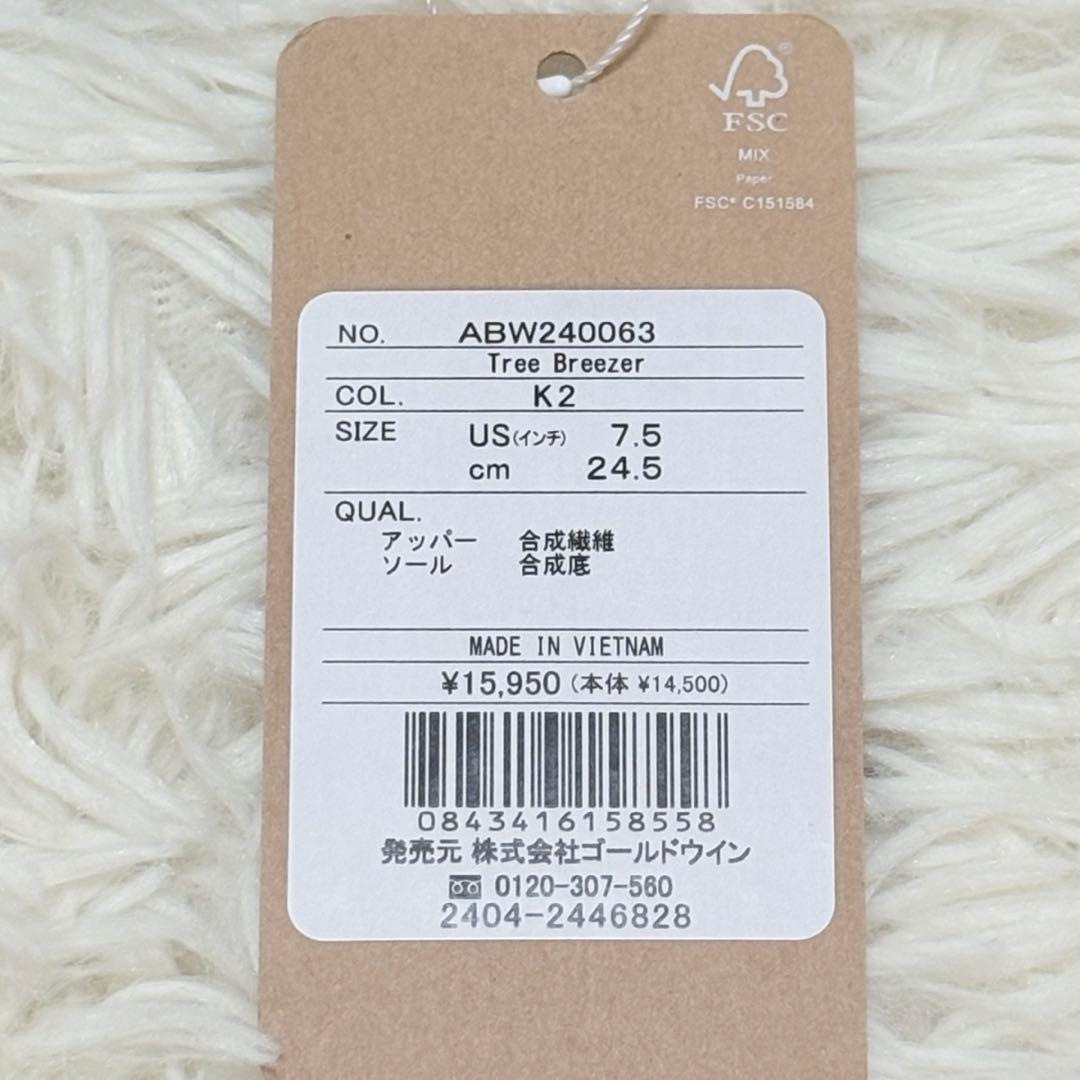 FSC®
MIX
Paper
FSC® C151584
NO. ABW240063
Tree Breezer
COL. K2
SIZE US(インチ) 7.5
cm 24.5
QUAL.
アッパー 合成繊維
ソール 合成底
MADE IN VIETNAM
¥15,950 (本体 ¥14,500)
0843416158558
発売元 株式会社ゴールドウイン
0120-307-560
2404-2446828